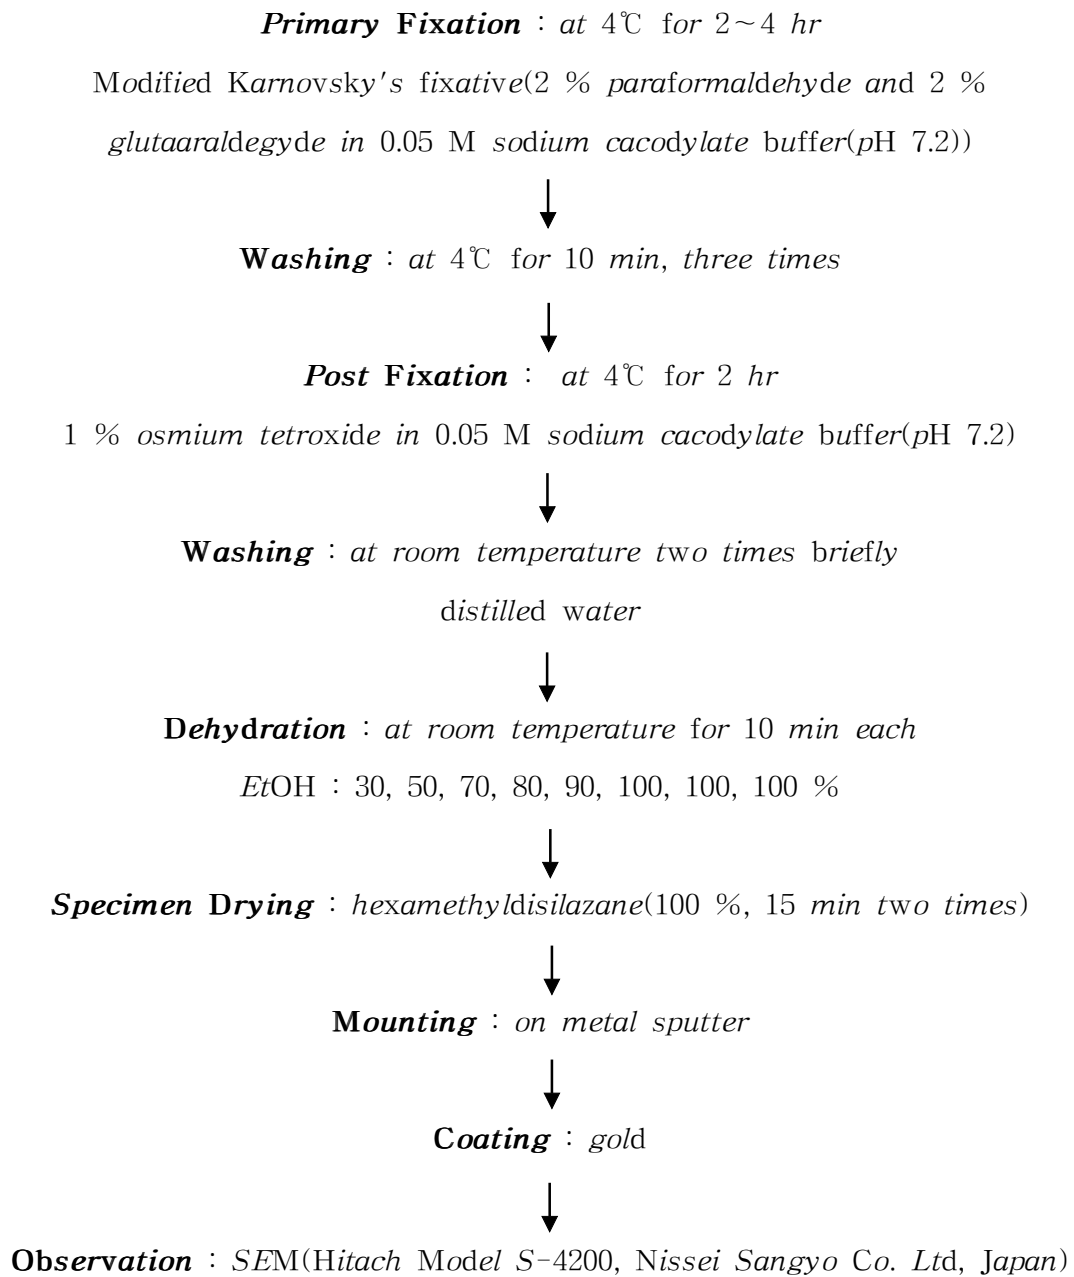 Primary Fixation : at 4℃ for 2~4 hr
Modified Karnovsky's fixative(2 % paraformaldehyde and 2 %
glutaaraldegyde in 0.05 M sodium cacodylate buffer(pH 7.2))
Washing : at 4℃ for 10 min, three times
Post Fixation : at 4℃ for 2 hr
1 % osmium tetroxide in 0.05 M sodium cacodylate buffer(pH 7.2)
Washing : at room temperature two times briefly
distilled water
Dehydration : at room temperature for 10 min each
EtOH : 30, 50, 70, 80, 90, 100, 100, 100 %
Specimen Drying : hexamethyldisilazane(100 %, 15 min two times)
Mounting : on metal sputter
Coating : gold
Observation : SEM(Hitach Model S-4200, Nissei Sangyo Co. Ltd, Japan)